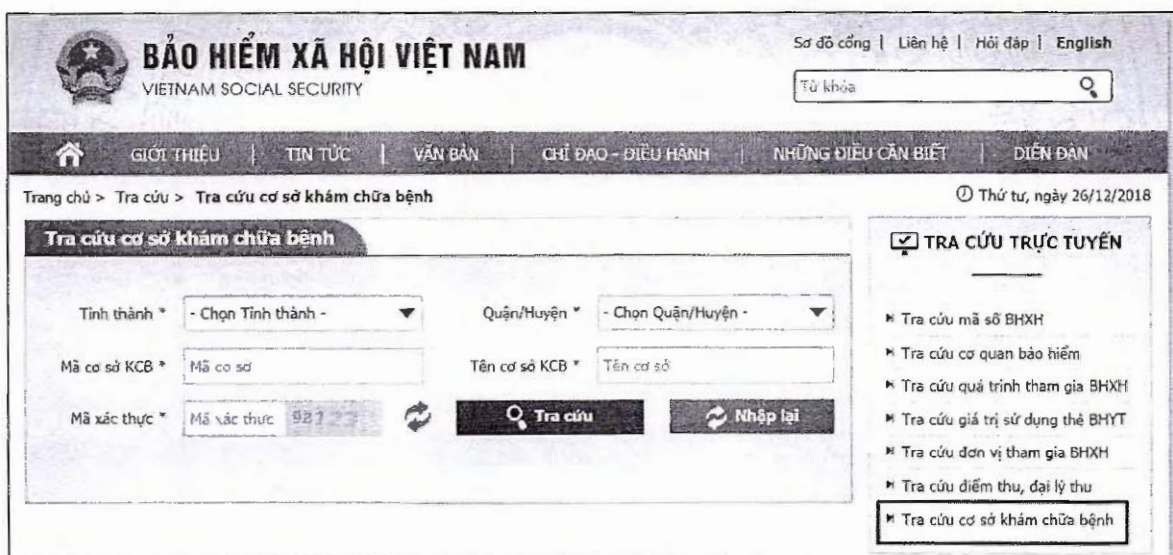 BẢO HIỂM XÃ HỘI VIỆT NAM
VIETNAM SOCIAL SECURITY
Sơ đồ cổng | Liên hệ | Hỏi đáp | English
Từ khóa
GIỚI THIỆU | TIN TỨC | VĂN BẢN | CHỈ ĐẠO - ĐIỀU HÀNH | NHỮNG ĐIỀU CẦN BIẾT | DIỄN ĐÀN
Trang chủ > Tra cứu > Tra cứu cơ sở khám chữa bệnh
Thứ tư, ngày 26/12/2018
Tra cứu cơ sở khám chữa bệnh
Tỉnh thành * - Chọn Tỉnh thành - Quận/Huyện * - Chọn Quận/Huyện -
Mã cơ sở KCB * Mã cơ sở Tên cơ sở KCB * Tên cơ sở
Mã xác thực * Mã xác thực Tra cứu Nhập lại
TRA CỨU TRỰC TUYẾN
Tra cứu mã số BHXH
Tra cứu cơ quan bảo hiểm
Tra cứu quá trình tham gia BHXH
Tra cứu giá trị sử dụng thẻ BHYT
Tra cứu đơn vị tham gia BHXH
Tra cứu điểm thu, đại lý thu
Tra cứu cơ sở khám chữa bệnh